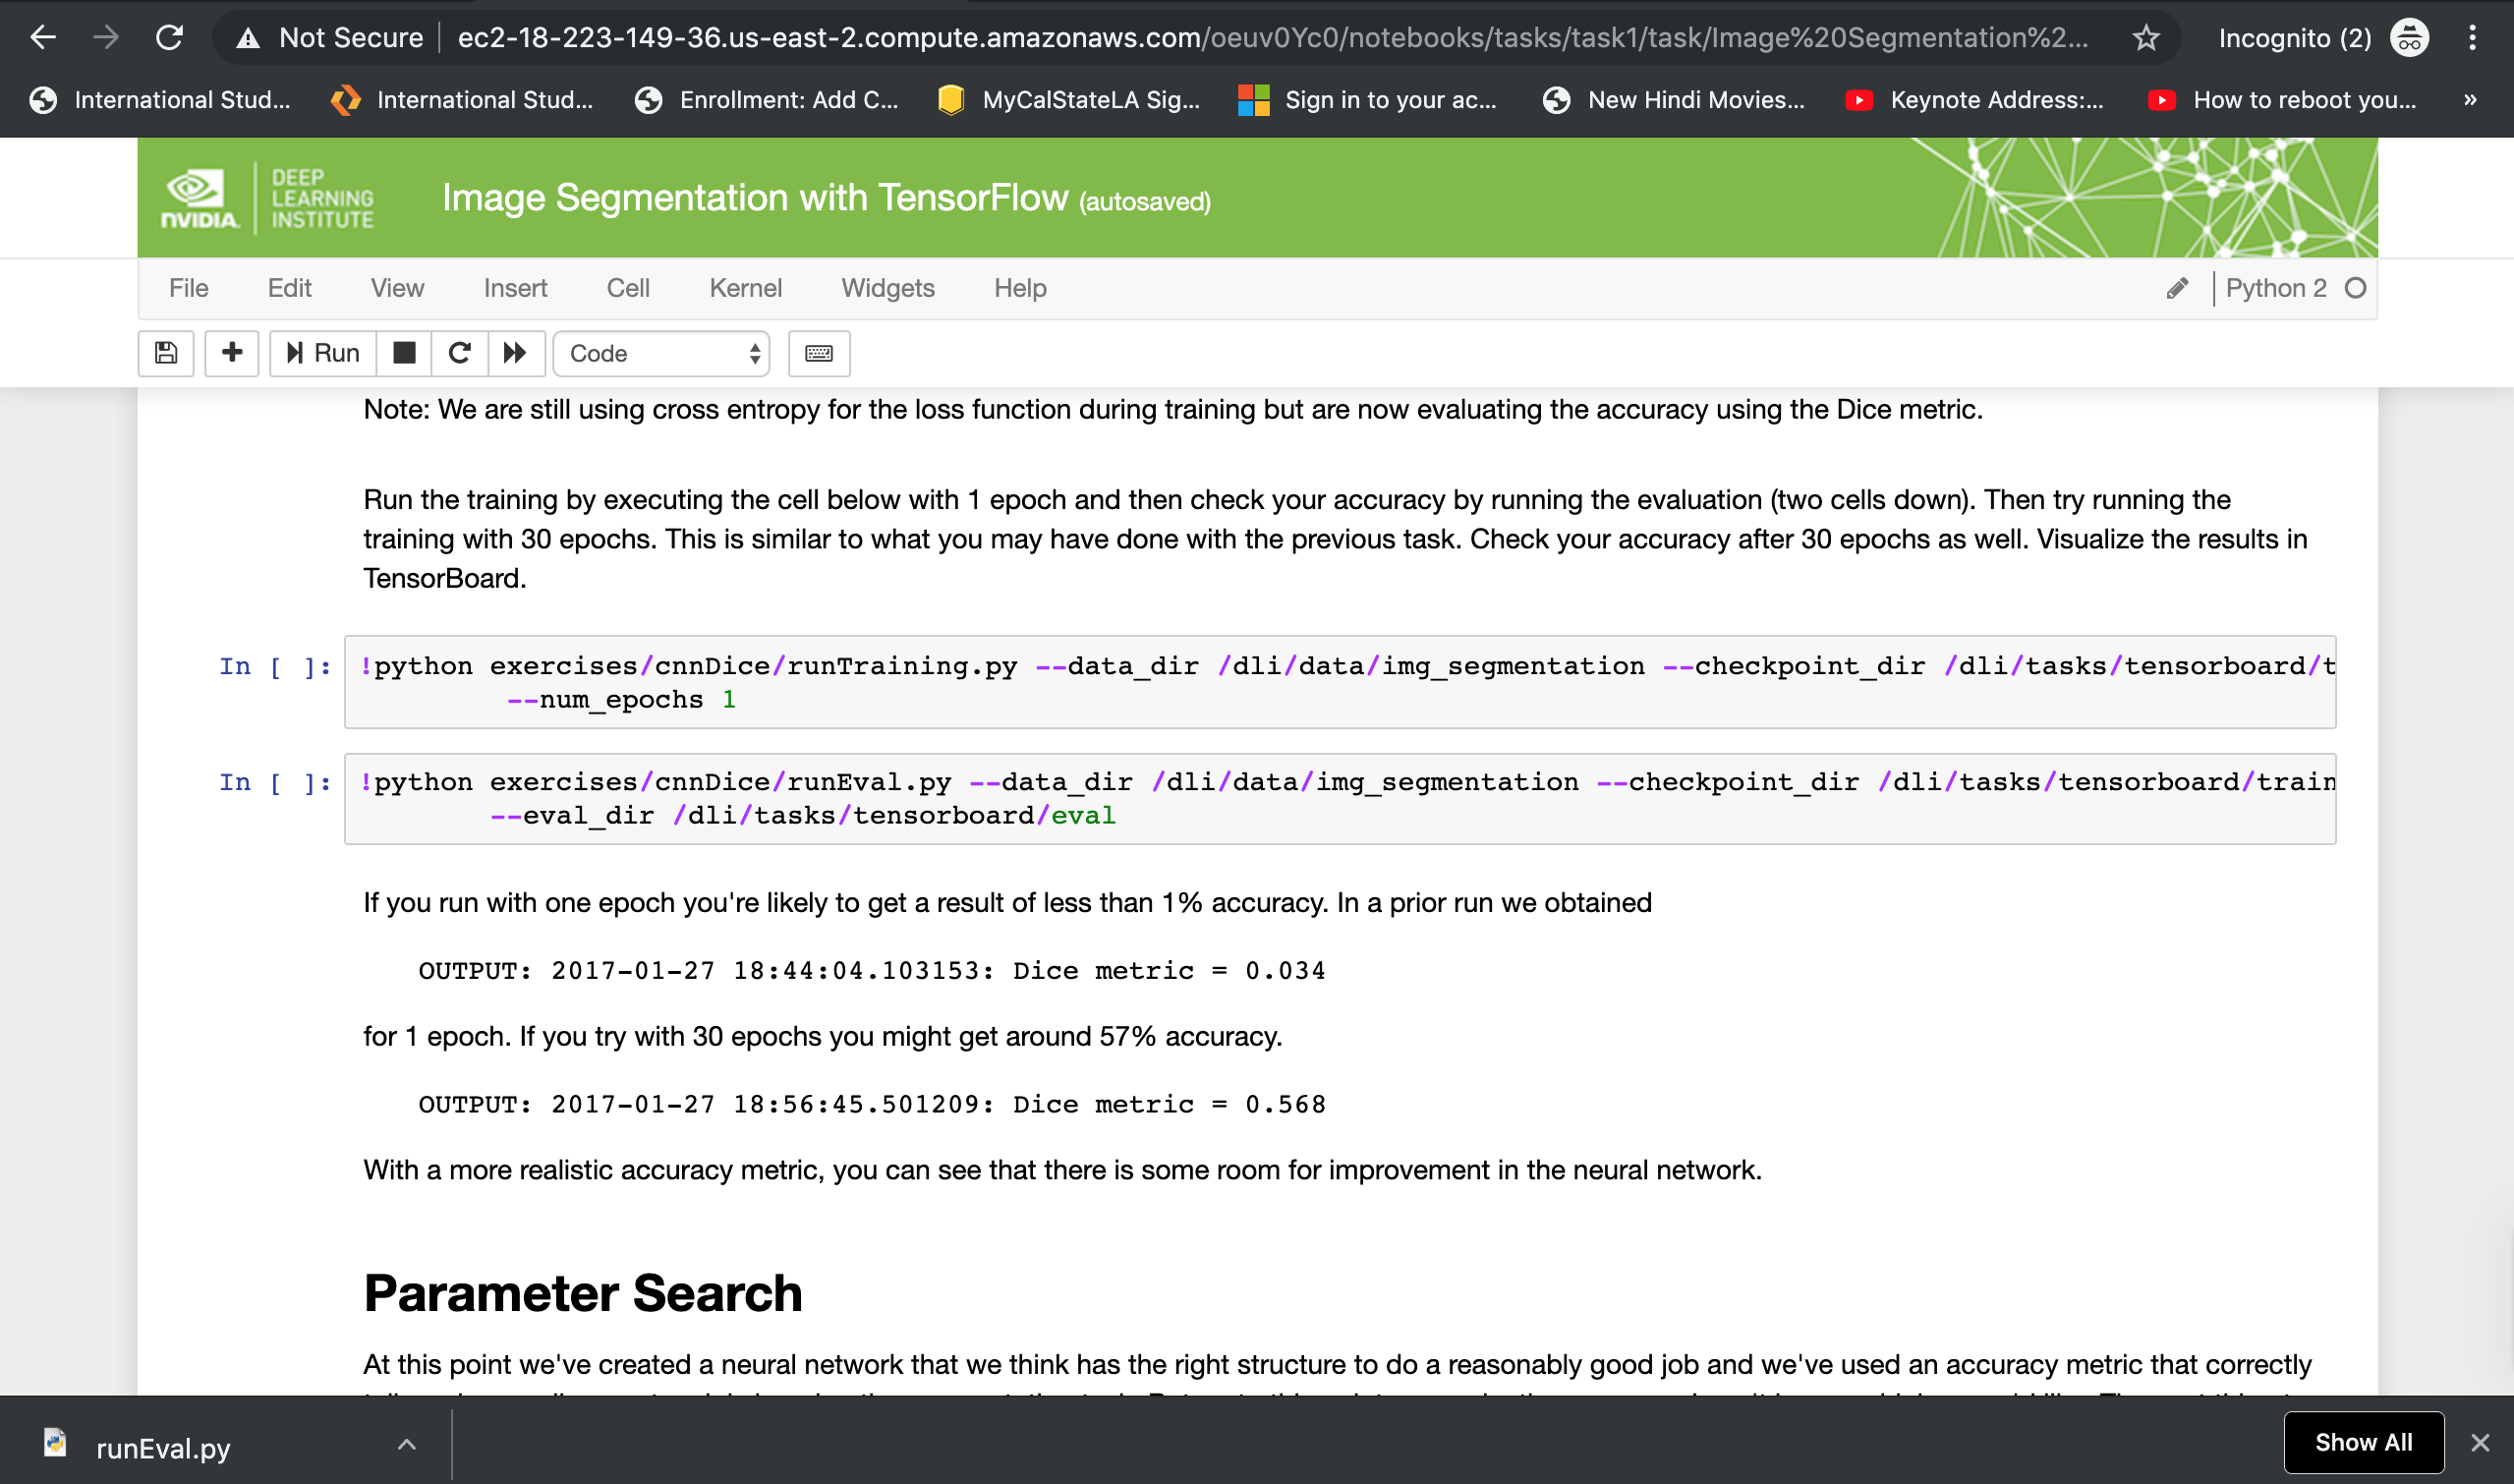 Not Secure ec2-18-223-149-36.us-east-2.compute.amazonaws.com/oeuv0Yc0/notebooks/tasks/task1/task/Image%20Segmentation%2... Incognito (2)
International Stud... International Stud... Enrollment: Add C... MyCalStateLA Sig... Sign in to your ac... New Hindi Movies... Keynote Address:... How to reboot you... »
NVIDIA. DEEP LEARNING INSTITUTE Image Segmentation with TensorFlow (autosaved)
File Edit View Insert Cell Kernel Widgets Help Python 2
Run Code
Note: We are still using cross entropy for the loss function during training but are now evaluating the accuracy using the Dice metric.
Run the training by executing the cell below with 1 epoch and then check your accuracy by running the evaluation (two cells down). Then try running the
training with 30 epochs. This is similar to what you may have done with the previous task. Check your accuracy after 30 epochs as well. Visualize the results in
TensorBoard.
In [ ]: !python exercises/cnnDice/runTraining.py --data_dir /dli/data/img_segmentation --checkpoint_dir /dli/tasks/tensorboard/t
--num_epochs 1
In [ ]: !python exercises/cnnDice/runEval.py --data_dir /dli/data/img_segmentation --checkpoint_dir /dli/tasks/tensorboard/train
--eval_dir /dli/tasks/tensorboard/eval
If you run with one epoch you're likely to get a result of less than 1% accuracy. In a prior run we obtained
OUTPUT: 2017-01-27 18:44:04.103153: Dice metric = 0.034
for 1 epoch. If you try with 30 epochs you might get around 57% accuracy.
OUTPUT: 2017-01-27 18:56:45.501209: Dice metric = 0.568
With a more realistic accuracy metric, you can see that there is some room for improvement in the neural network.
Parameter Search
At this point we've created a neural network that we think has the right structure to do a reasonably good job and we've used an accuracy metric that correctly
runEval.py Show All